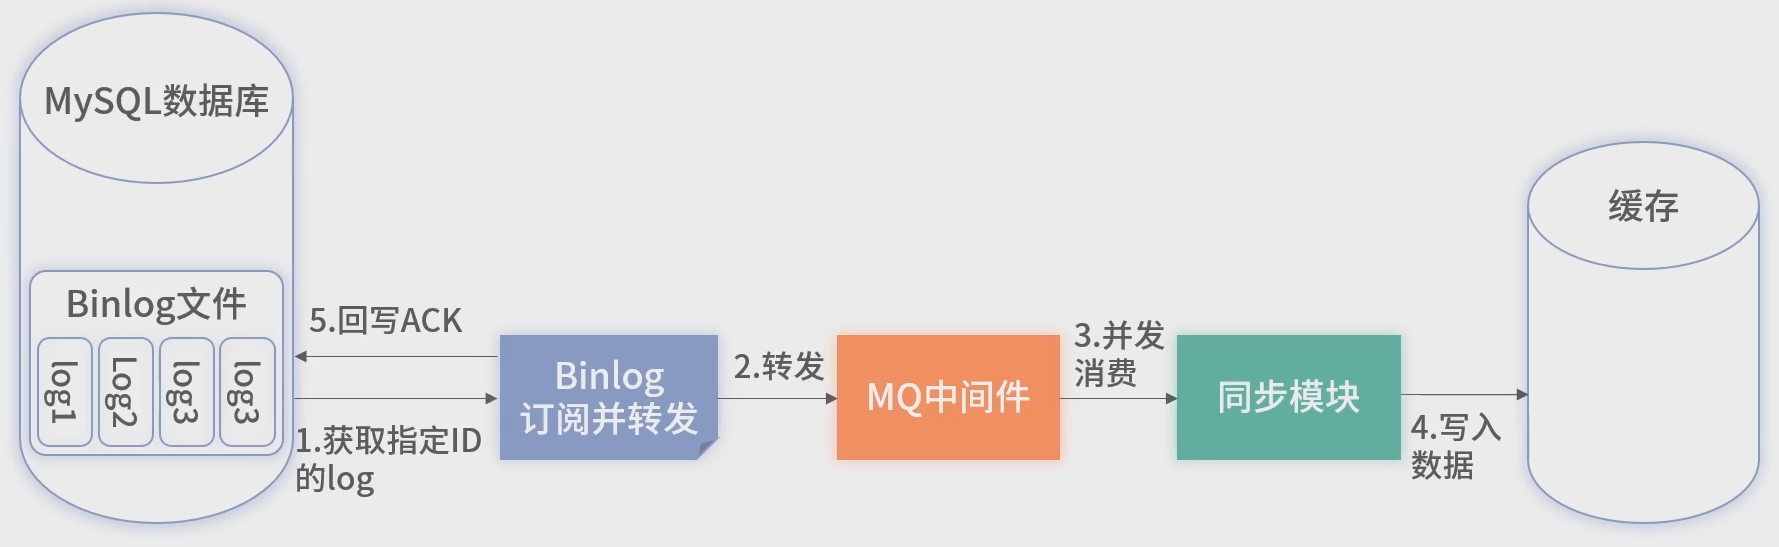 MySQL数据库
Binlog文件
log1
Log2
log3
log3
5.回写ACK
1.获取指定ID
的log
Binlog
订阅并转发
2.转发
MQ中间件
3.并发
消费
同步模块
4.写入
数据
缓存